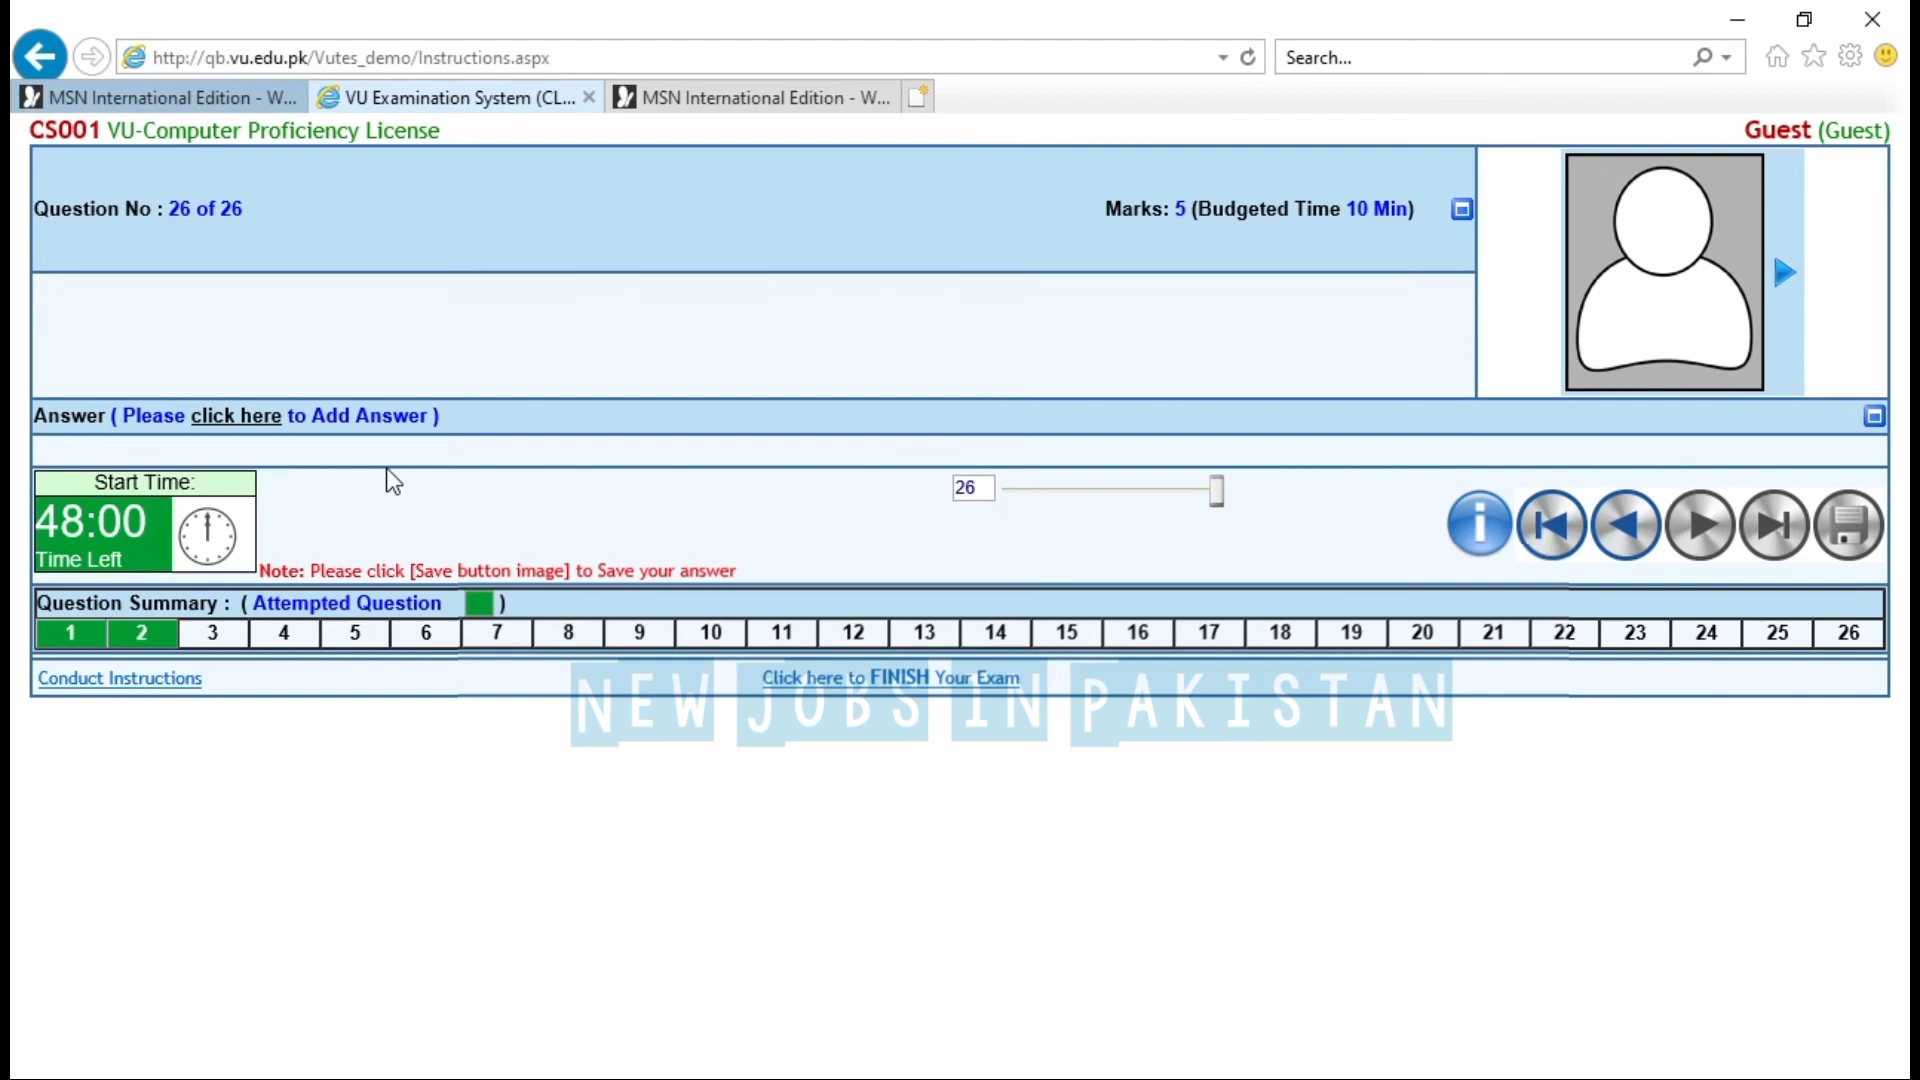 http://qb.vu.edu.pk/Vutes_demo/Instructions.aspx
Search...
MSN International Edition - W...
VU Examination System (CL...
MSN International Edition - W...
CS001 VU-Computer Proficiency License
Guest (Guest)
Question No : 26 of 26
Marks: 5 (Budgeted Time 10 Min)
Answer ( Please click here to Add Answer )
Start Time:
48:00
Time Left
26
Note: Please click [Save button image] to Save your answer
Question Summary : ( Attempted Question )
1 2 3 4 5 6 7 8 9 10 11 12 13 14 15 16 17 18 19 20 21 22 23 24 25 26
Conduct Instructions
Click here to FINISH Your Exam
NEW JOBS IN PAKISTAN